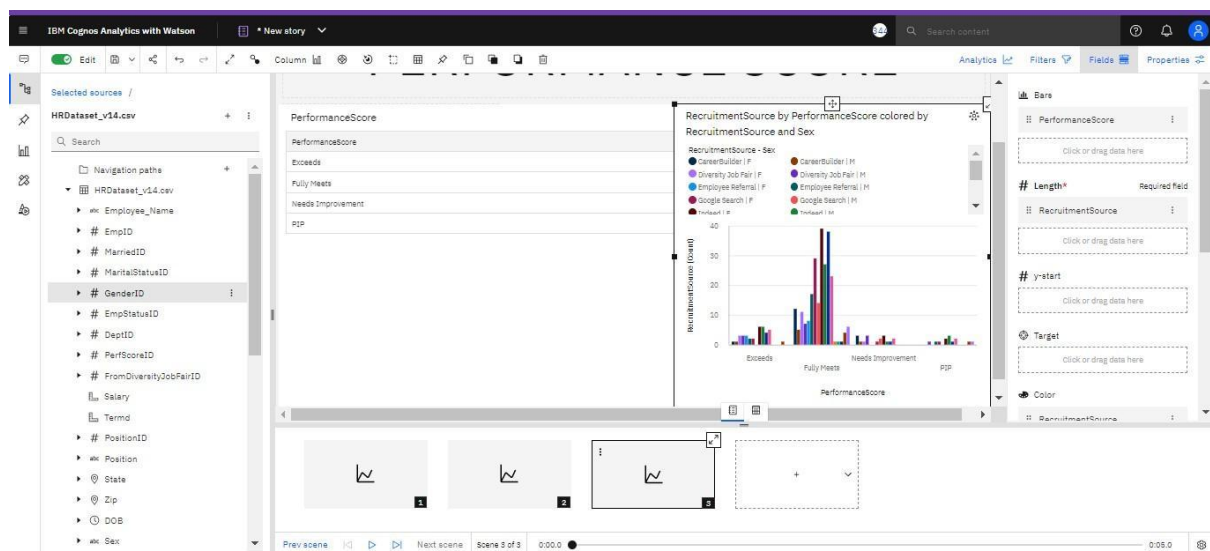 IBM Cognos Analytics with Watson
* New story
Search content
Edit
Column
Analytics
Filters
Fields
Properties
Selected sources /
HRDataset_v14.csv
Search
Navigation paths
HRDataset_v14.csv
abc Employee_Name
# EmpID
# MarriedID
# MaritalStatusID
# GenderID
# EmpStatusID
# DeptID
# PerfScoreID
# FromDiversityJobFairID
Salary
Termd
# PositionID
abc Position
State
Zip
DOB
abc Sex
PERFORMANCE SCORE
PerformanceScore
PerformanceScore
Exceeds
Fully Meets
Needs Improvement
PIP
RecruitmentSource by PerformanceScore colored by
RecruitmentSource and Sex
RecruitmentSource - Sex
CareerBuilder | F
CareerBuilder | M
Diversity Job Fair | F
Diversity Job Fair | M
Employee Referral | F
Employee Referral | M
Google Search | F
Google Search | M
Indeed | F
Indeed | M
RecruitmentSource (Count)
40
30
20
10
0
Exceeds
Fully Meets
Needs Improvement
PIP
PerformanceScore
Bars
PerformanceScore
Click or drag data here
# Length*
Required field
RecruitmentSource
Click or drag data here
# y-start
Click or drag data here
Target
Click or drag data here
Color
RecruitmentSource
1
2
3
+
Prev scene
Next scene
Scene 3 of 3
0:00.0
0:05.0